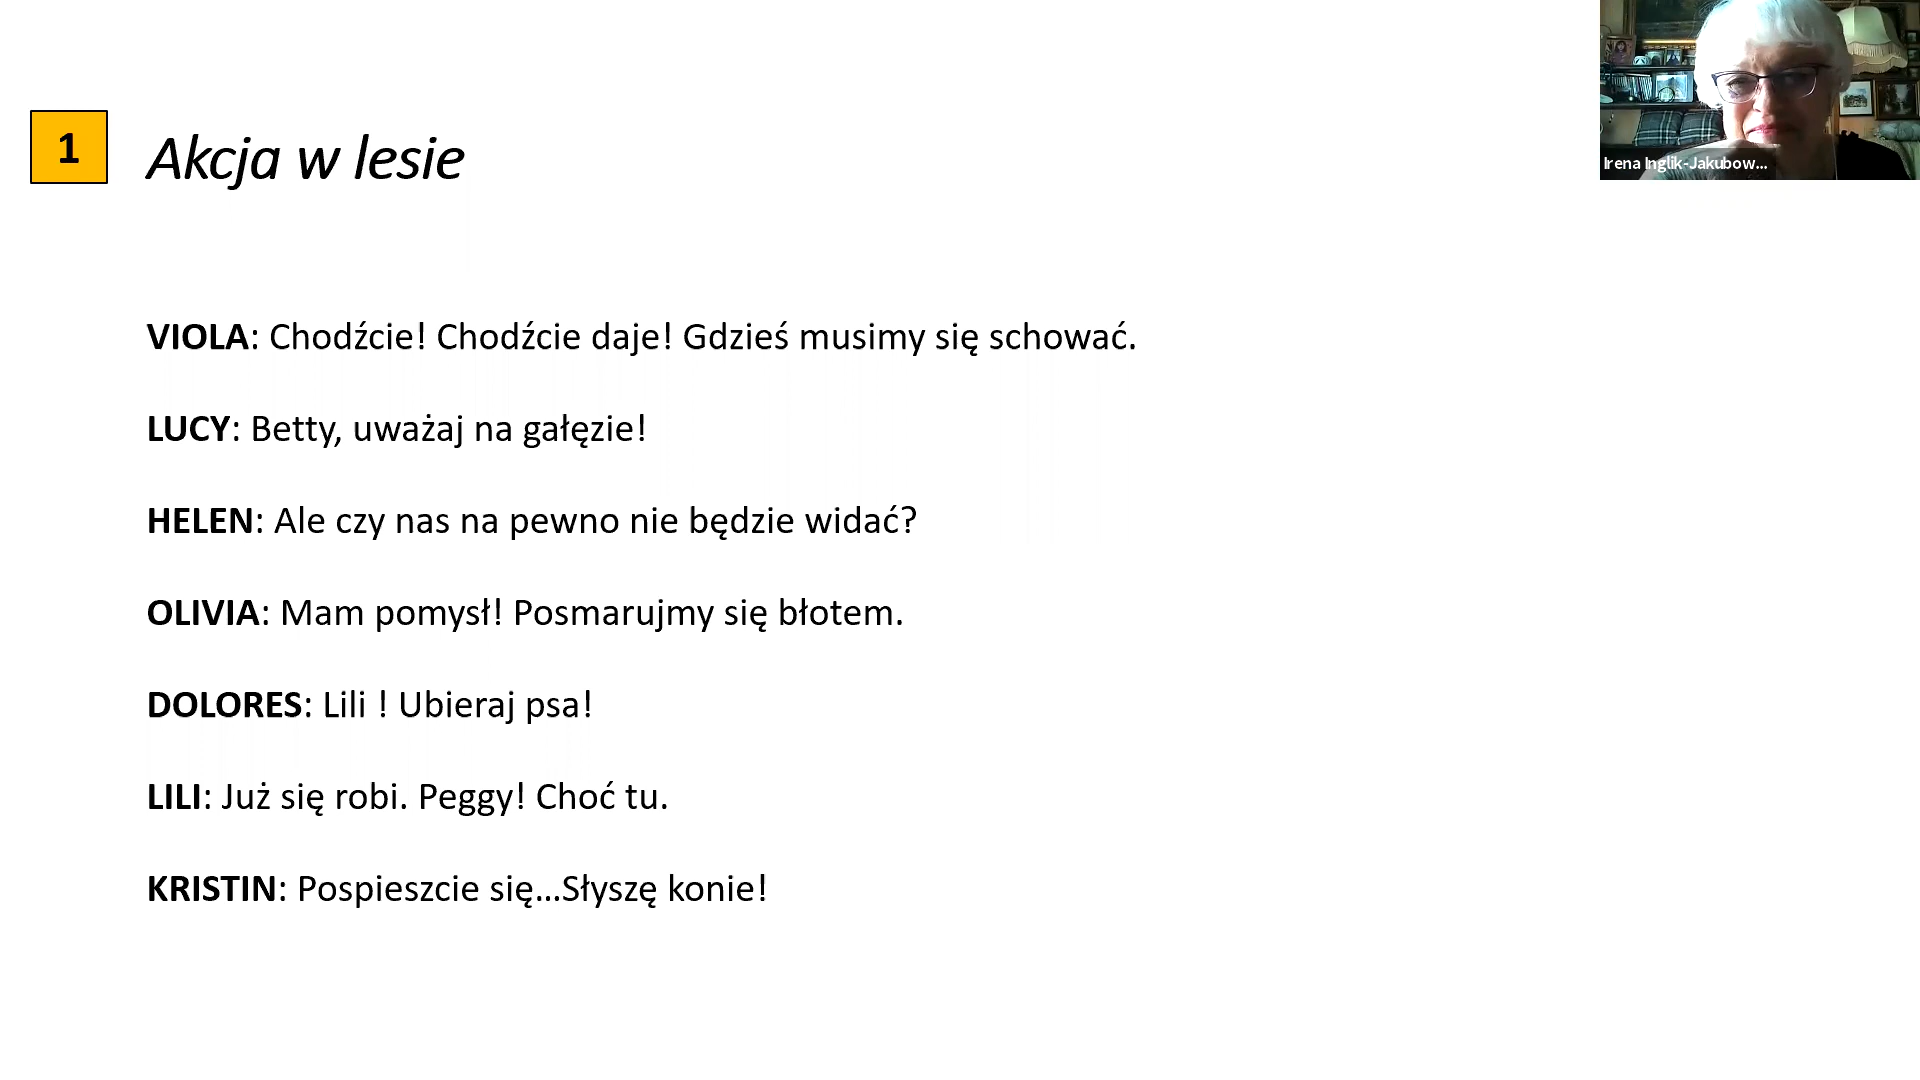 1
Akcja w lesie
Irena Inglik-Jakubow...
VIOLA: Chodźcie! Chodźcie daje! Gdzieś musimy się schować.
LUCY: Betty, uważaj na gałęzie!
HELEN: Ale czy nas na pewno nie będzie widać?
OLIVIA: Mam pomysł! Posmarujmy się błotem.
DOLORES: Lili ! Ubieraj psa!
LILI: Już się robi. Peggy! Choć tu.
KRISTIN: Pospieszcie się...Słyszę konie!